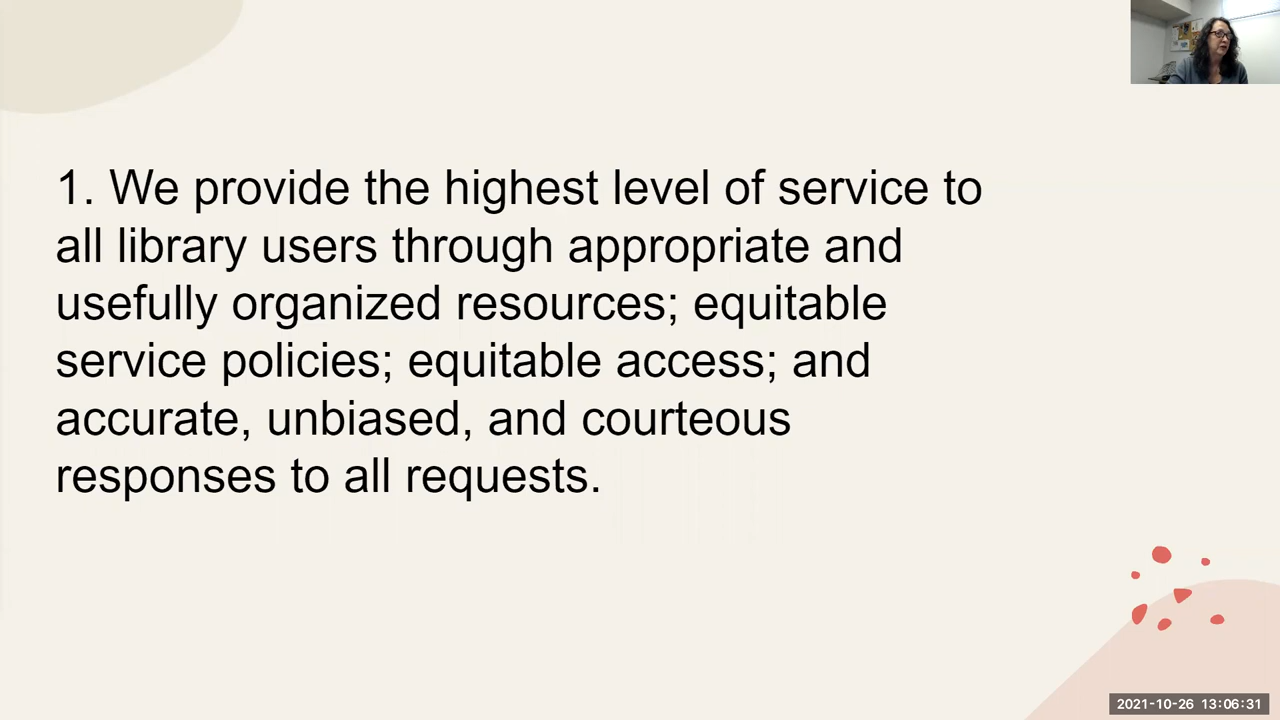 1. We provide the highest level of service to
all library users through appropriate and
usefully organized resources; equitable
service policies; equitable access; and
accurate, unbiased, and courteous
responses to all requests.
2021-10-26 13:06:31